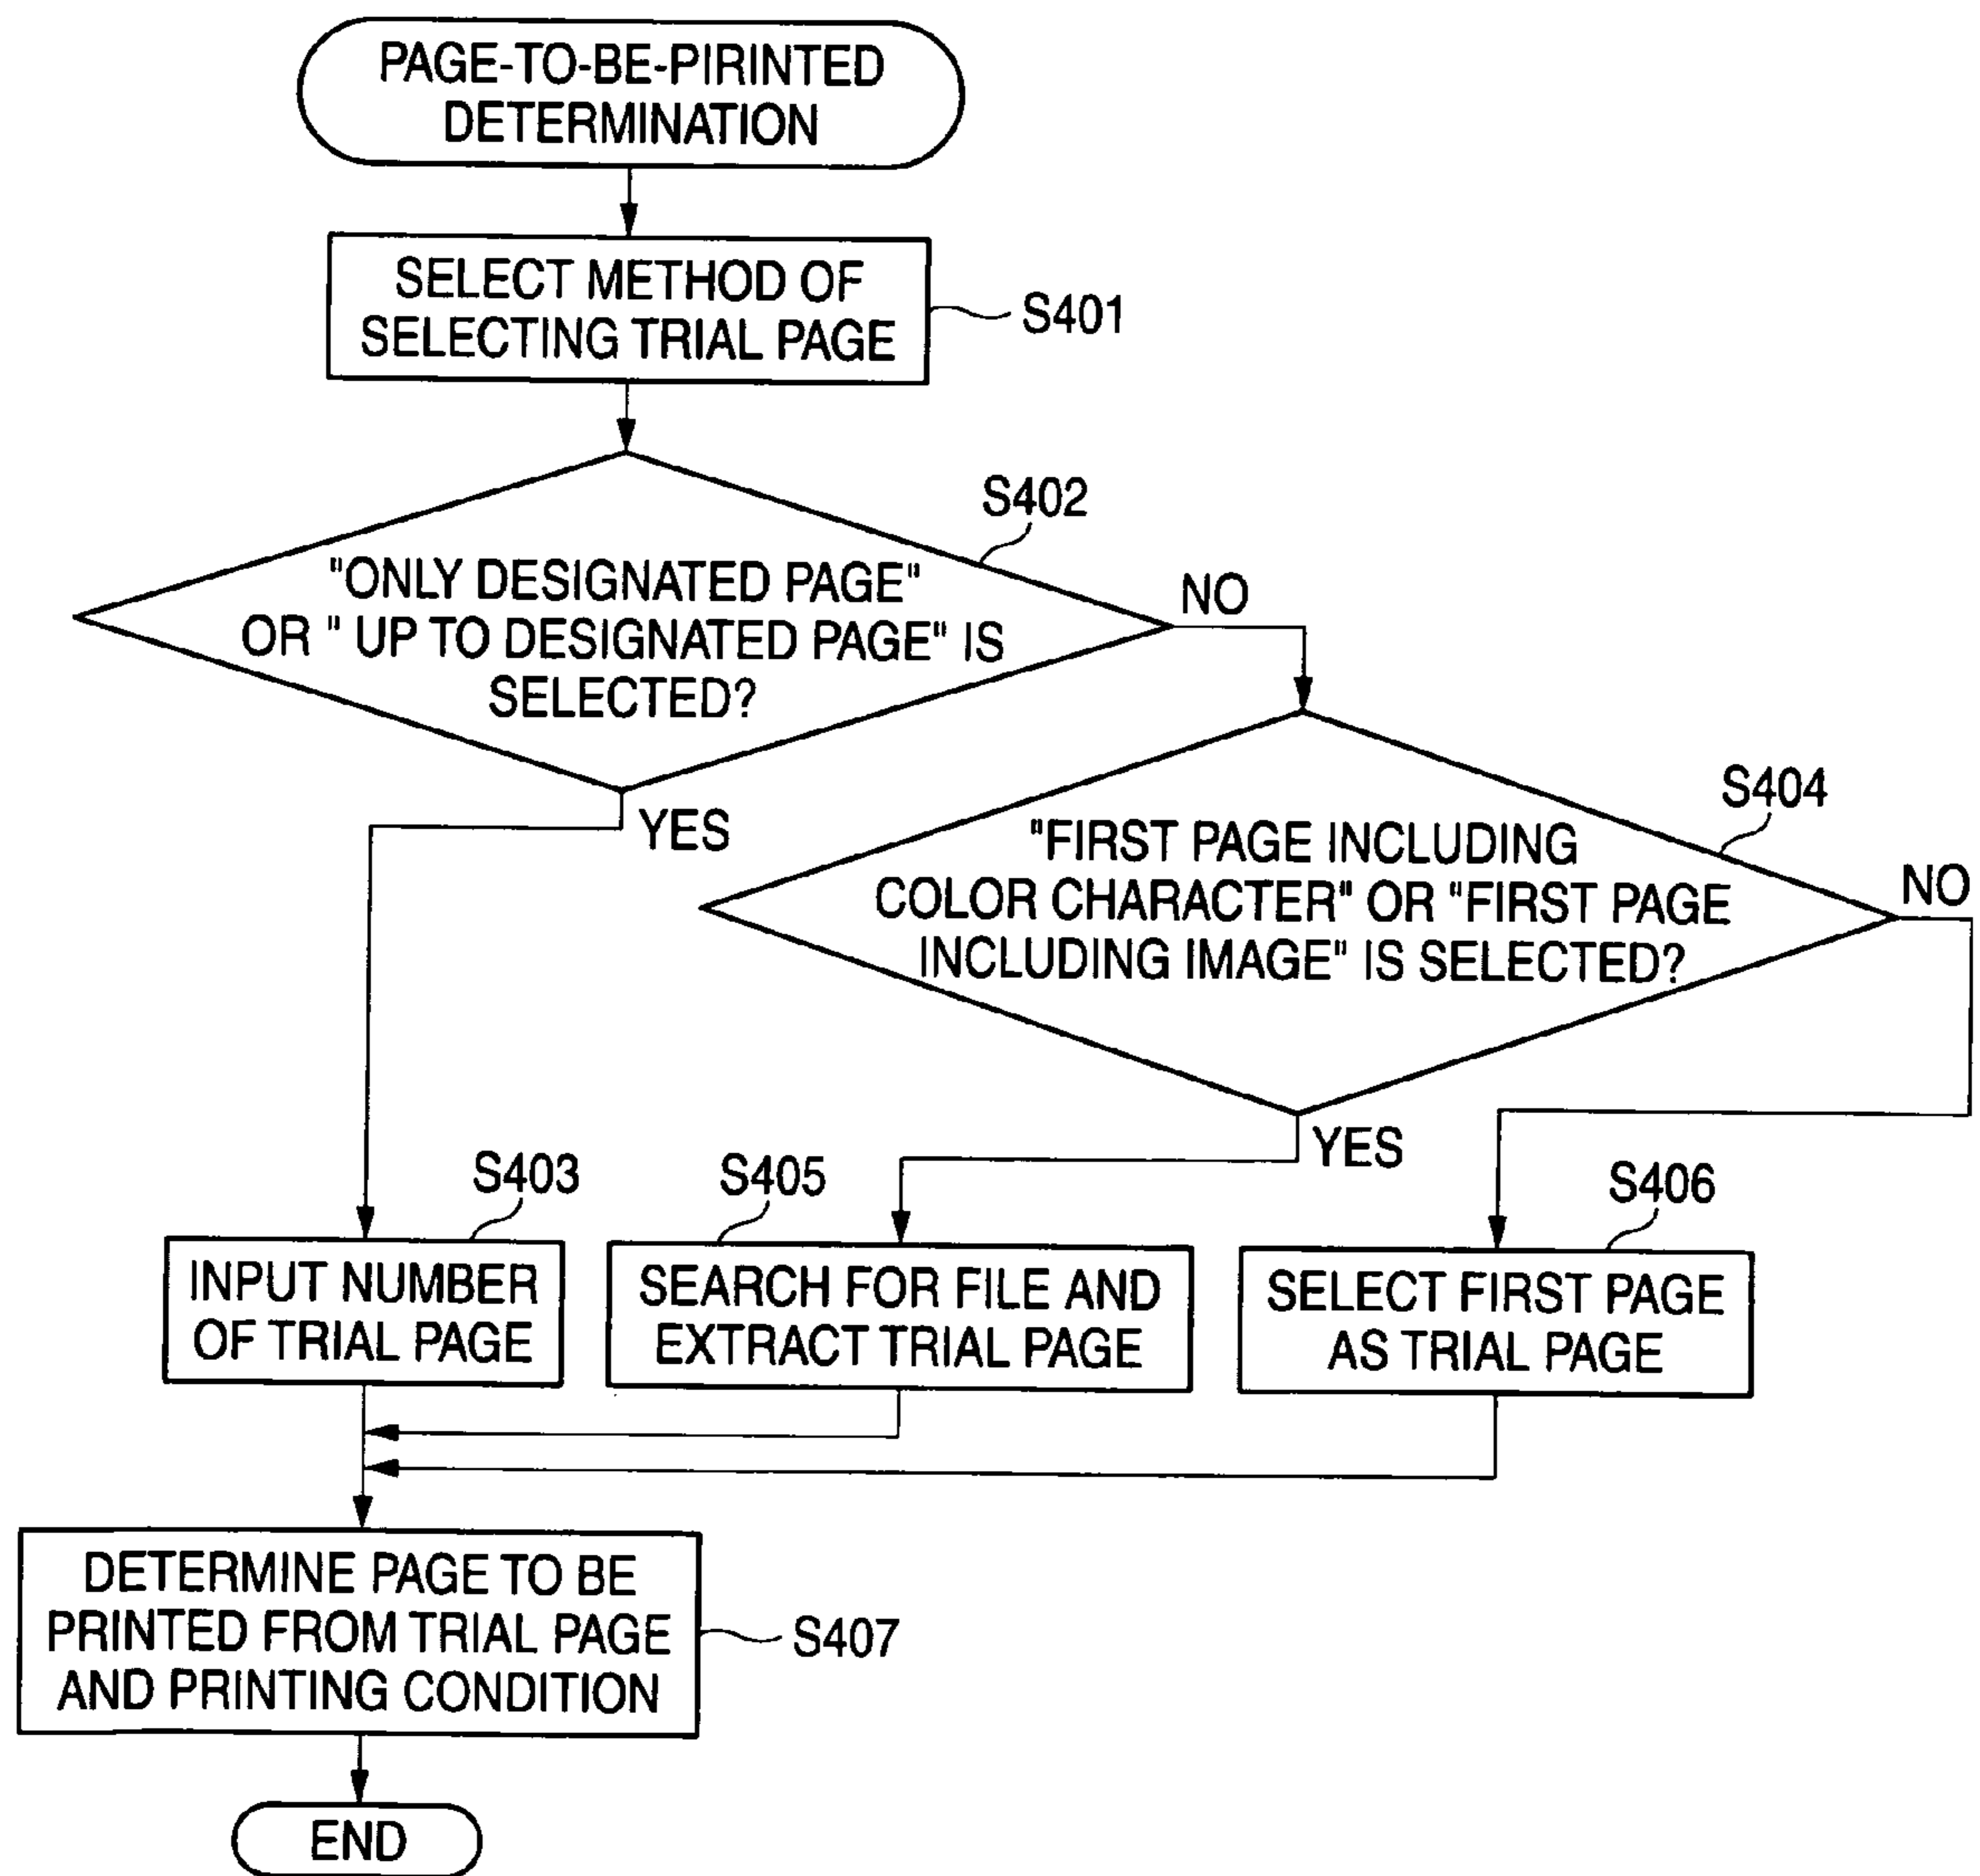 PAGE-TO-BE-PIRINTED
DETERMINATION
SELECT METHOD OF
SELECTING TRIAL PAGE
S401
S402
"ONLY DESIGNATED PAGE"
OR " UP TO DESIGNATED PAGE" IS
SELECTED?
NO
YES
S404
"FIRST PAGE INCLUDING
COLOR CHARACTER" OR "FIRST PAGE
INCLUDING IMAGE" IS SELECTED?
NO
YES
S403
INPUT NUMBER
OF TRIAL PAGE
S405
SEARCH FOR FILE AND
EXTRACT TRIAL PAGE
S406
SELECT FIRST PAGE
AS TRIAL PAGE
DETERMINE PAGE TO BE
PRINTED FROM TRIAL PAGE
AND PRINTING CONDITION
S407
END